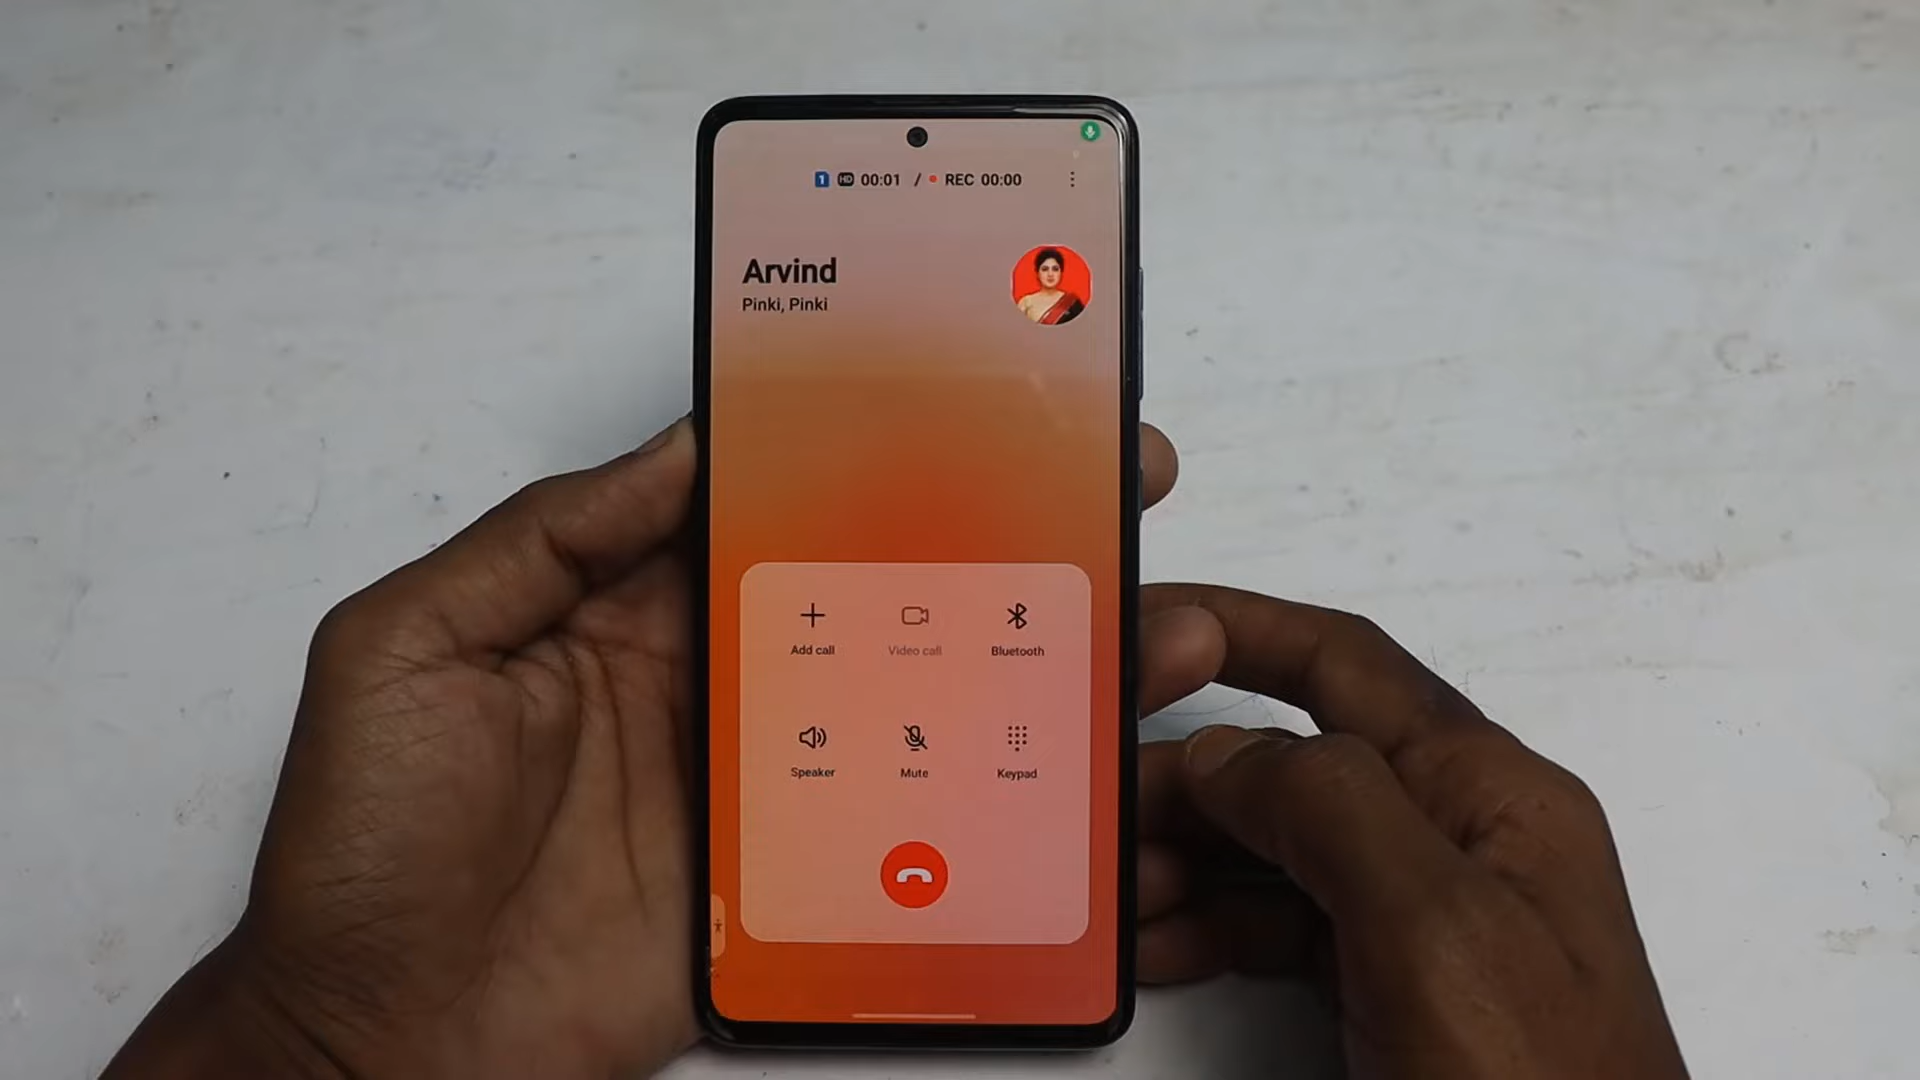 1 HD 00:01 / REC 00:00
Arvind
Pinki, Pinki
Add call Video call Bluetooth
Speaker Mute Keypad